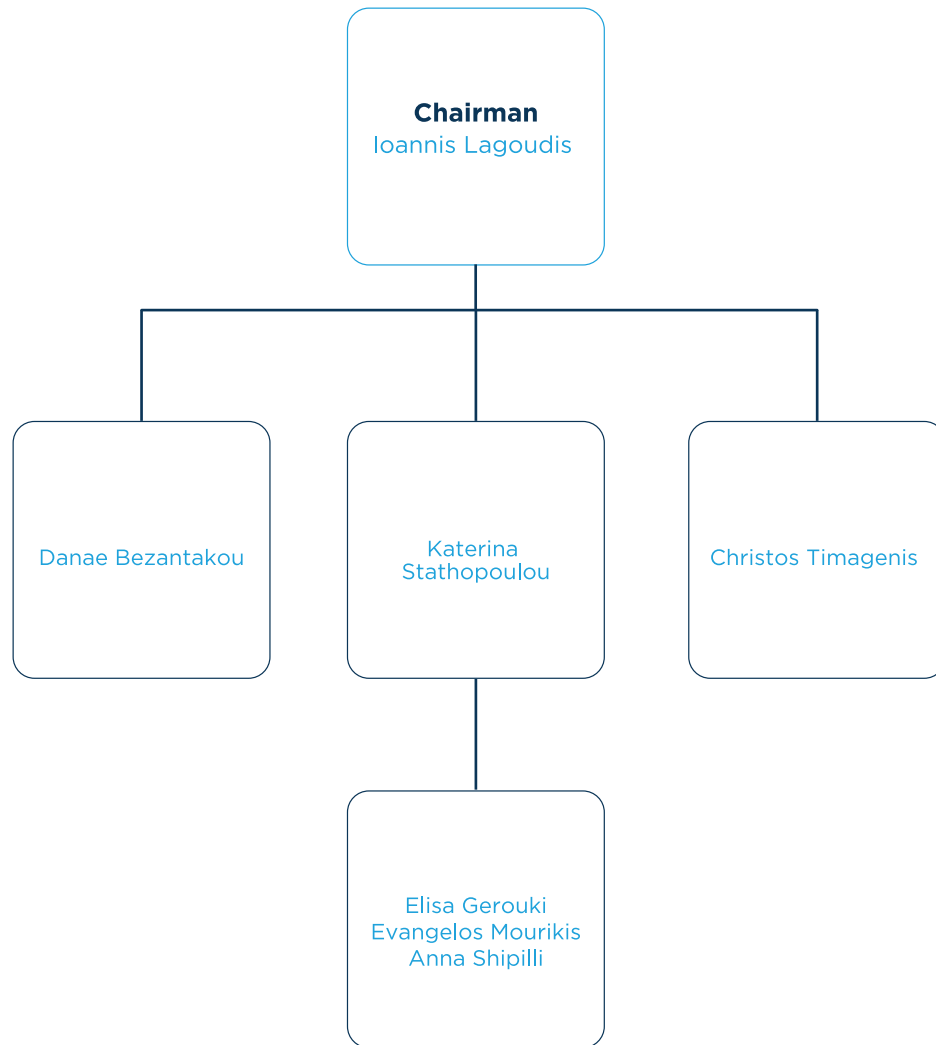 Chairman
Ioannis Lagoudis
Danae Bezantakou
Katerina
Stathopoulou
Christos Timagenis
Elisa Gerouki
Evangelos Mourikis
Anna Shipilli